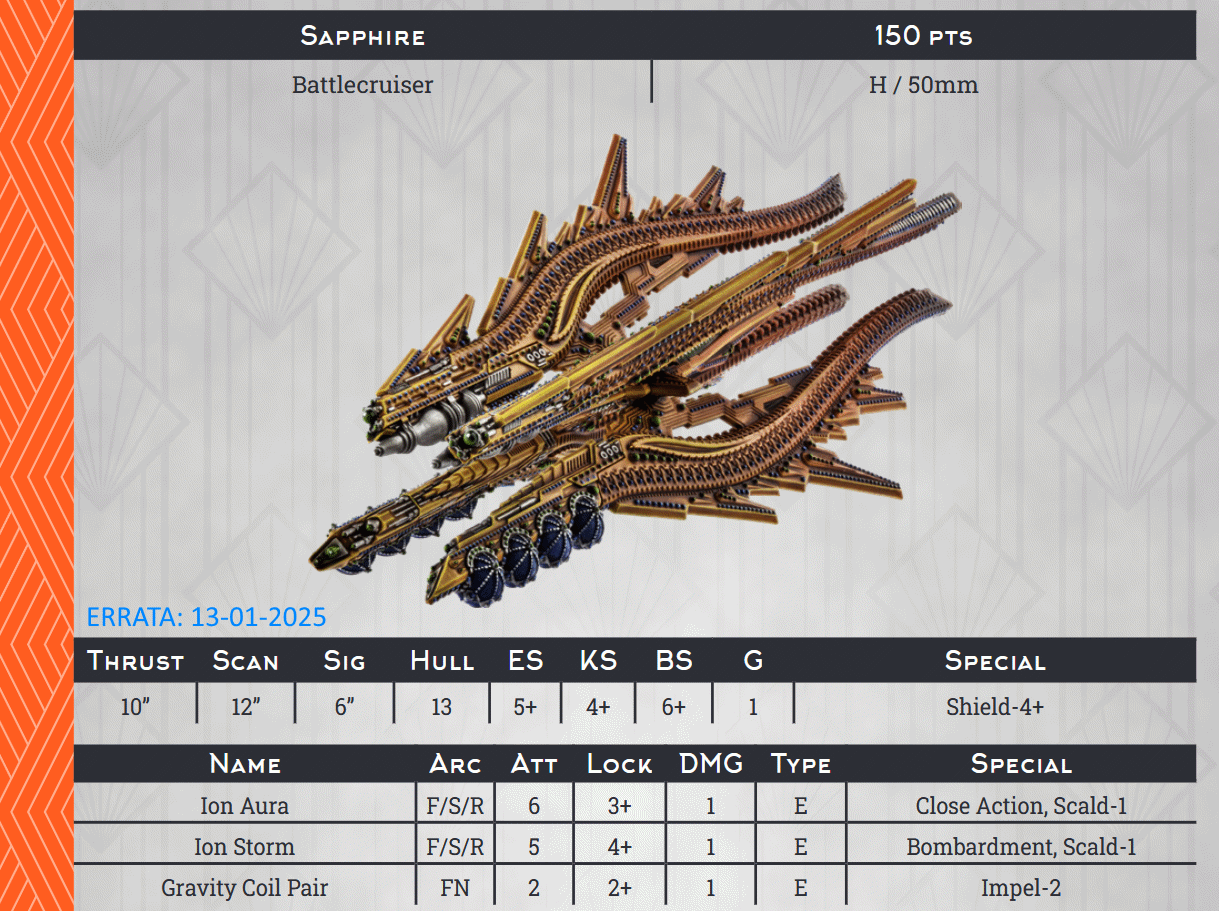 Sapphire 150 pts
Battlecruiser H / 50mm
ERRATA: 13-01-2025
Thrust Scan Sig Hull ES KS BS G Special
10” 12” 6” 13 5+ 4+ 6+ 1 Shield-4+
Name Arc Att Lock DMG Type Special
Ion Aura F/S/R 6 3+ 1 E Close Action, Scald-1
Ion Storm F/S/R 5 4+ 1 E Bombardment, Scald-1
Gravity Coil Pair FN 2 2+ 1 E Impel-2